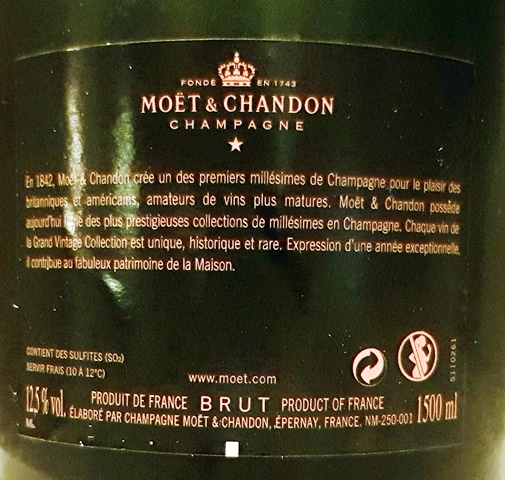 FONDÉ EN 1743
MOËT & CHANDON
CHAMPAGNE
En 1842, Moët & Chandon crée un des premiers millésimes de Champagne pour le plaisir des
britanniques et américains, amateurs de vins plus matures. Moët & Chandon possède
aujourd'hui l'une des plus prestigieuses collections de millésimes en Champagne. Chaque vin de
la Grand Vintage Collection est unique, historique et rare. Expression d'une année exceptionnelle,
il contribue au fabuleux patrimoine de la Maison.
CONTIENT DES SULFITES (SO₂)
SERVIR FRAIS (10 À 12°C)
www.moet.com
5110261
12,5 % vol. PRODUIT DE FRANCE BRUT PRODUCT OF FRANCE 1500 ml
ML. ÉLABORÉ PAR CHAMPAGNE MOËT & CHANDON, ÉPERNAY, FRANCE. NM-250-001